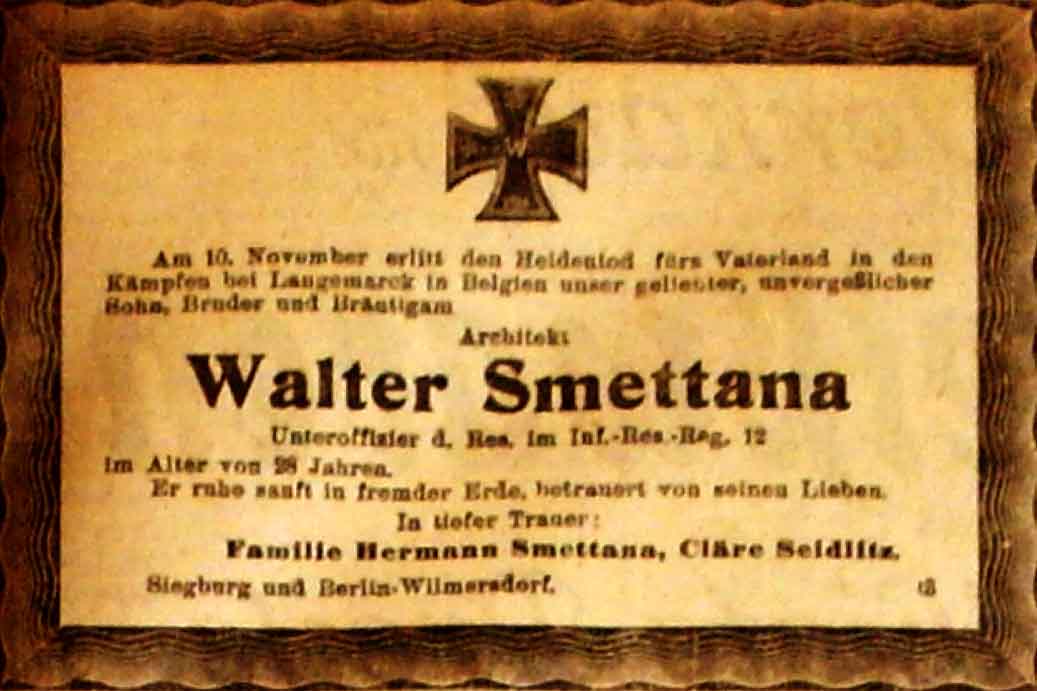 W
Am 10. November erlitt den Heldentod fürs Vaterland in den
Kämpfen bei Langemarck in Belgien unser geliebter, unvergeßlicher
Sohn, Bruder und Bräutigam
Architekt
Walter Smettana
Unteroffizier d. Res. im Inf.-Res.-Reg. 12
im Alter von 28 Jahren.
Er ruhe sanft in fremder Erde, betrauert von seinen Lieben.
In tiefer Trauer:
Familie Hermann Smettana, Cläre Seidlitz.
Siegburg und Berlin-Wilmersdorf.